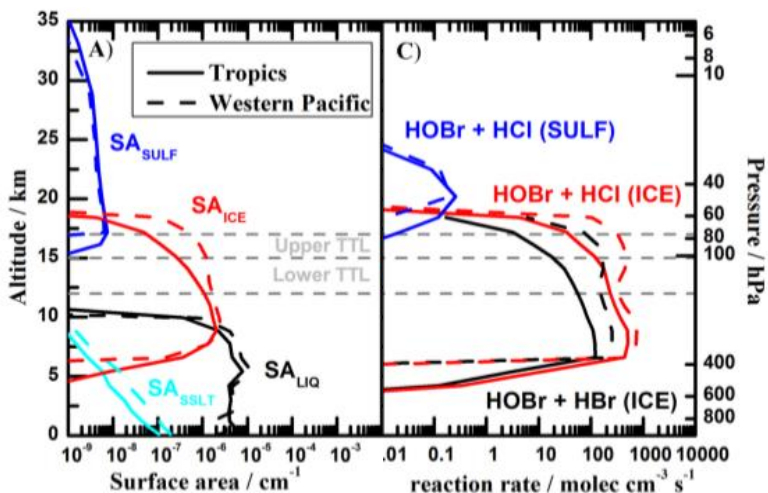 A)
Tropics
Western Pacific
SA_SULF
SA_ICE
Upper TTL
Lower TTL
SA_LIQ
SA_SSLT
35
30
25
20
15
10
5
0
Altitude / km
10^-9 10^-8 10^-7 10^-6 10^-5 10^-4 10^-3
Surface area / cm^-1
C)
HOBr + HCl (SULF)
HOBr + HCl (ICE)
HOBr + HBr (ICE)
6
8
10
40
60
80
100
400
600
800
Pressure / hPa
.01 .1 1 10 100 1000 10000
reaction rate / molec cm^-3 s^-1